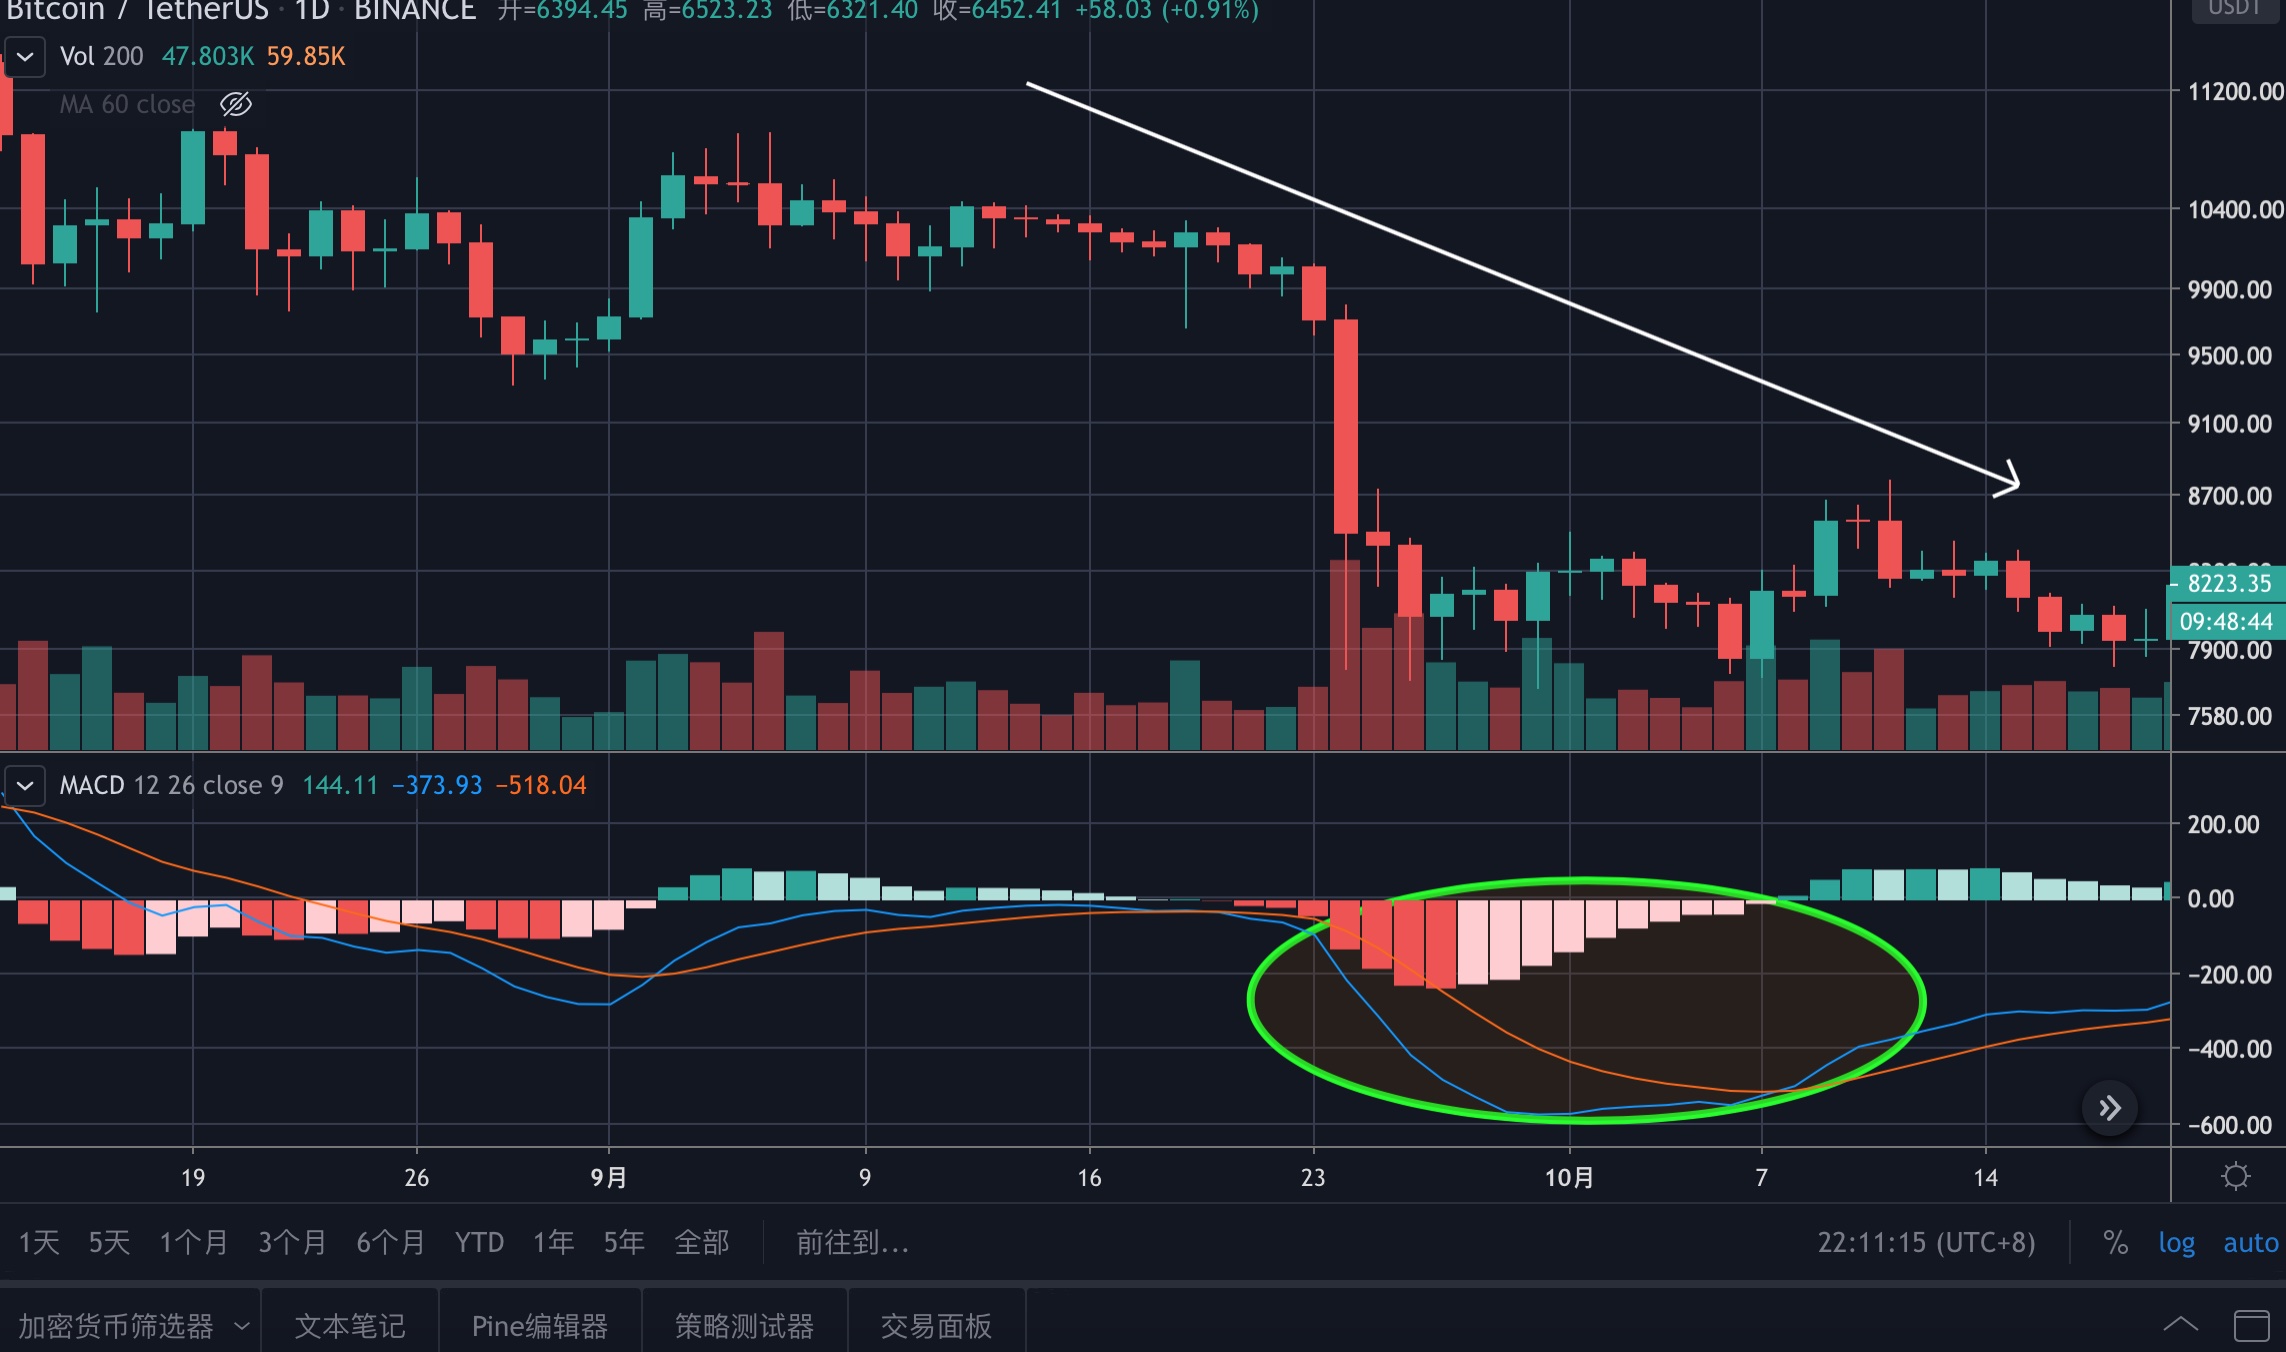 Bitcoin / TetherUS · 1D · BINANCE 开=6394.45 高=6523.23 低=6321.40 收=6452.41 +58.03 (+0.91%)
USDT
Vol 200 47.803K 59.85K
MA 60 close
11200.00
10400.00
9900.00
9500.00
9100.00
8700.00
8223.35
09:48:44
7900.00
7580.00
MACD 12 26 close 9 144.11 −373.93 −518.04
200.00
0.00
−200.00
−400.00
−600.00
19 26 9月 9 16 23 10月 7 14
1天 5天 1个月 3个月 6个月 YTD 1年 5年 全部 前往到... 22:11:15 (UTC+8) % log auto
加密货币筛选器 文本笔记 Pine编辑器 策略测试器 交易面板